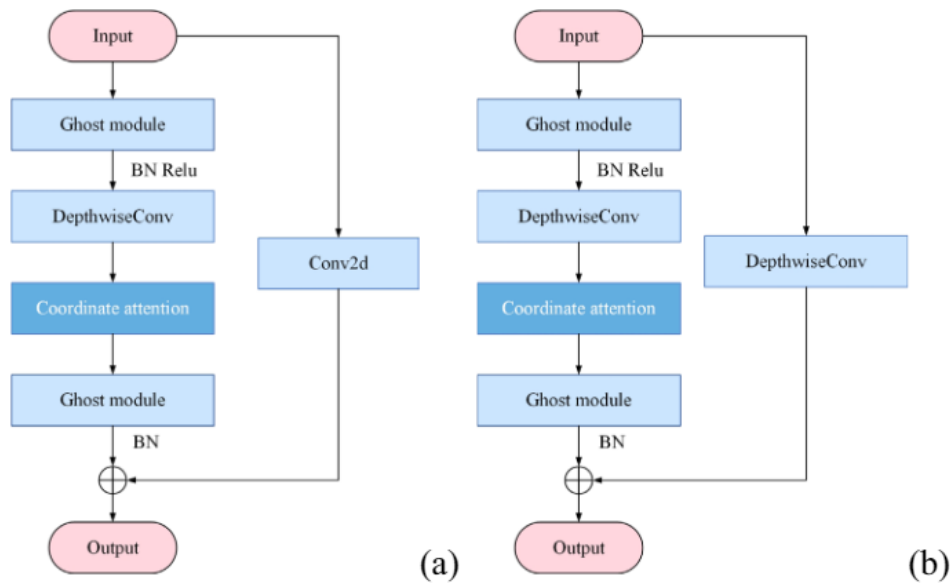 Input
Ghost module
BN Relu
DepthwiseConv
Conv2d
Coordinate attention
Ghost module
BN
Output
(a)
Input
Ghost module
BN Relu
DepthwiseConv
DepthwiseConv
Coordinate attention
Ghost module
BN
Output
(b)